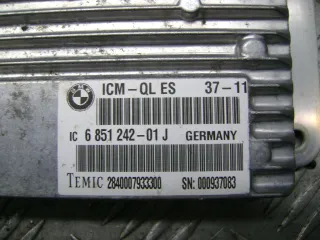 ICM-QL ES 37-11
IC 6 851 242-01 J GERMANY
TEMIC 2840007933300 SN: 000937083